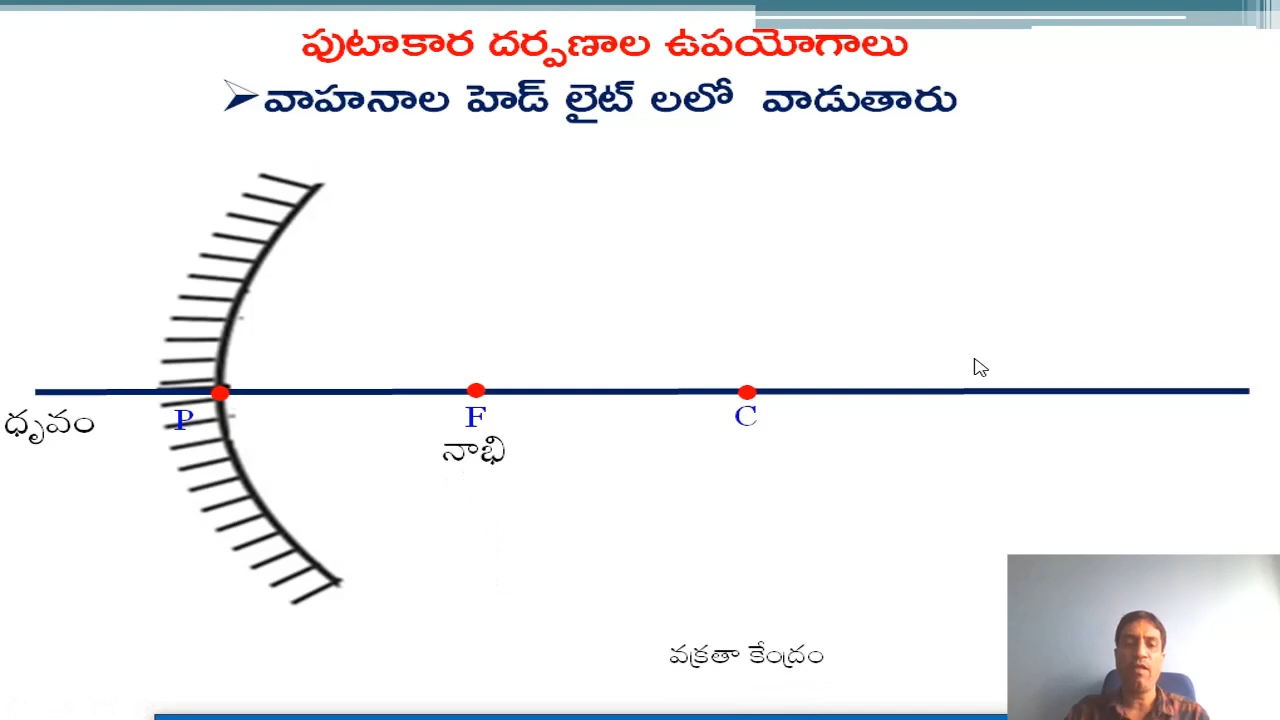 పుటాకార దర్పణాల ఉపయోగాలు
వాహనాల హెడ్ లైట్ లలో వాడుతారు
P
F
C
ధృవం
నాభి
వక్రతా కేంద్రం